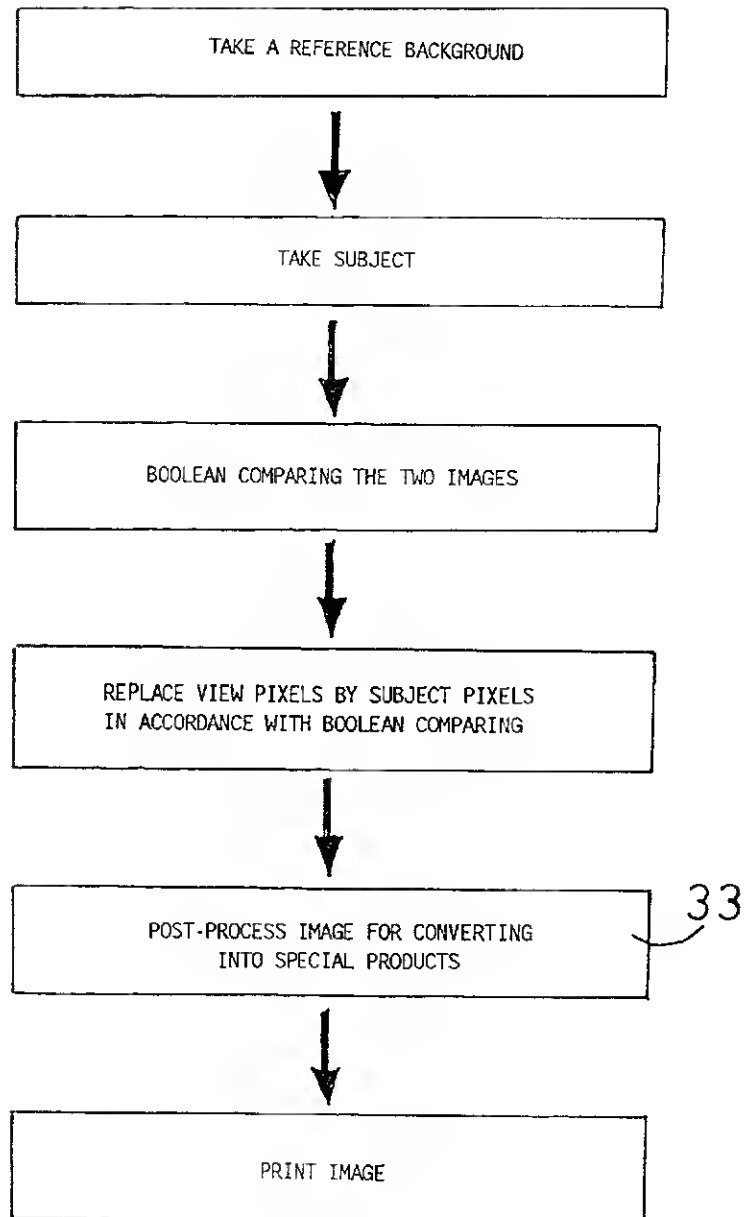 TAKE A REFERENCE BACKGROUND
TAKE SUBJECT
BOOLEAN COMPARING THE TWO IMAGES
REPLACE VIEW PIXELS BY SUBJECT PIXELS
IN ACCORDANCE WITH BOOLEAN COMPARING
POST-PROCESS IMAGE FOR CONVERTING
INTO SPECIAL PRODUCTS
33
PRINT IMAGE